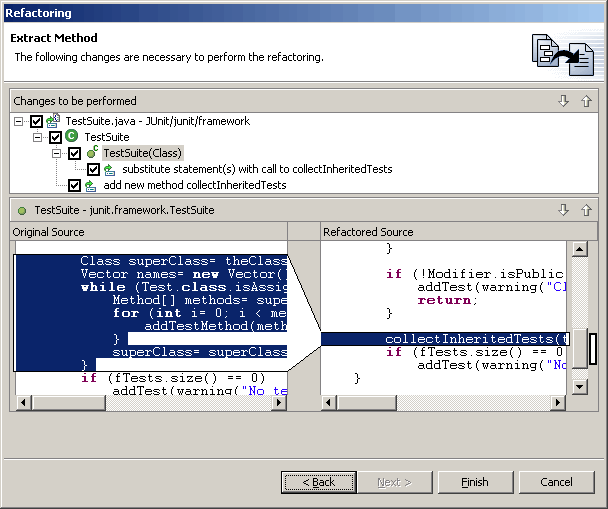 Refactoring
Extract Method
The following changes are necessary to perform the refactoring.
Changes to be performed
TestSuite.java - JUnit/junit/framework
TestSuite
TestSuite(Class)
substitute statement(s) with call to collectInheritedTests
add new method collectInheritedTests
TestSuite - junit.framework.TestSuite
Original Source
Class superClass= theClass
Vector names= new Vector(
while (Test.class.isAssig
Method[] methods= supe
for (int i= 0; i < me
addTestMethod(meth
}
superClass= superClass
}
if (fTests.size() == 0)
addTest(warning("No te
Refactored Source
}
if (!Modifier.isPublic
addTest(warning("Cl
return;
}
collectInheritedTests(t
if (fTests.size() == 0
addTest(warning("No
}
< Back
Next >
Finish
Cancel